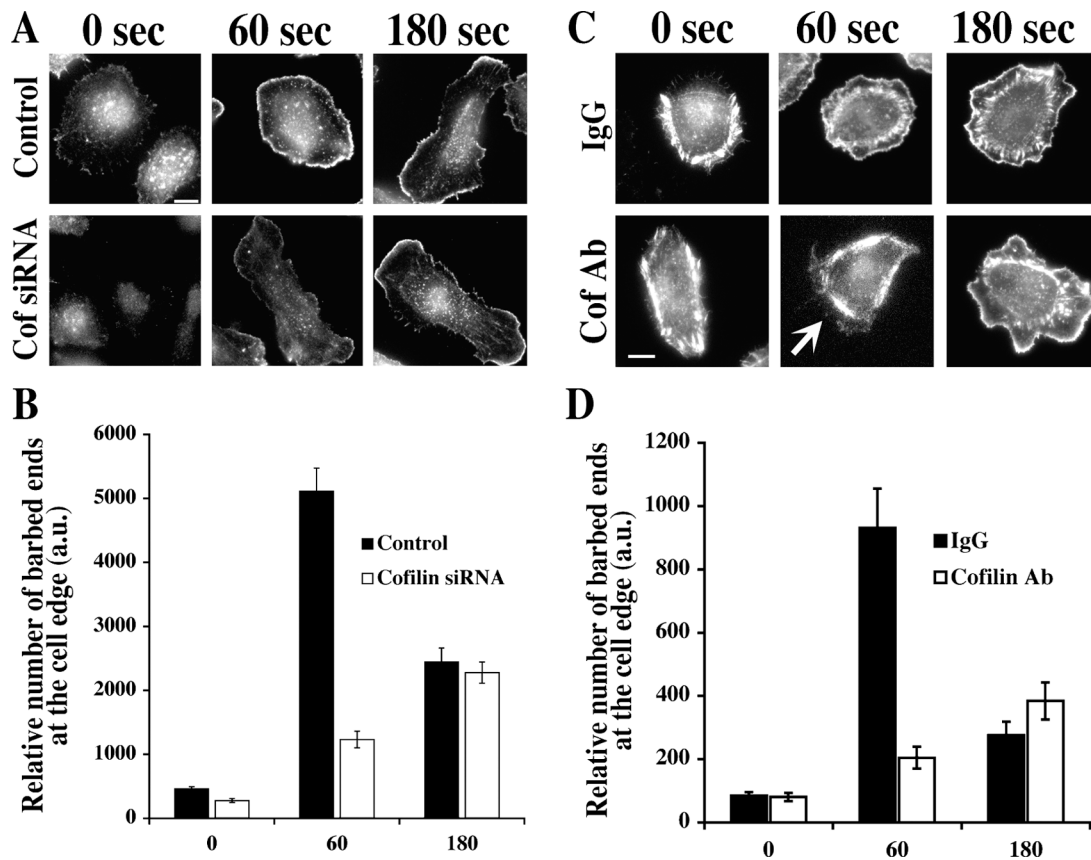 A
0 sec
60 sec
180 sec
Control
Cof siRNA
B
Relative number of barbed ends
at the cell edge (a.u.)
6000
5000
4000
3000
2000
1000
0
Control
Cofilin siRNA
0
60
180
C
0 sec
60 sec
180 sec
IgG
Cof Ab
D
Relative number of barbed ends
at the cell edge (a.u.)
1200
1000
800
600
400
200
0
IgG
Cofilin Ab
0
60
180